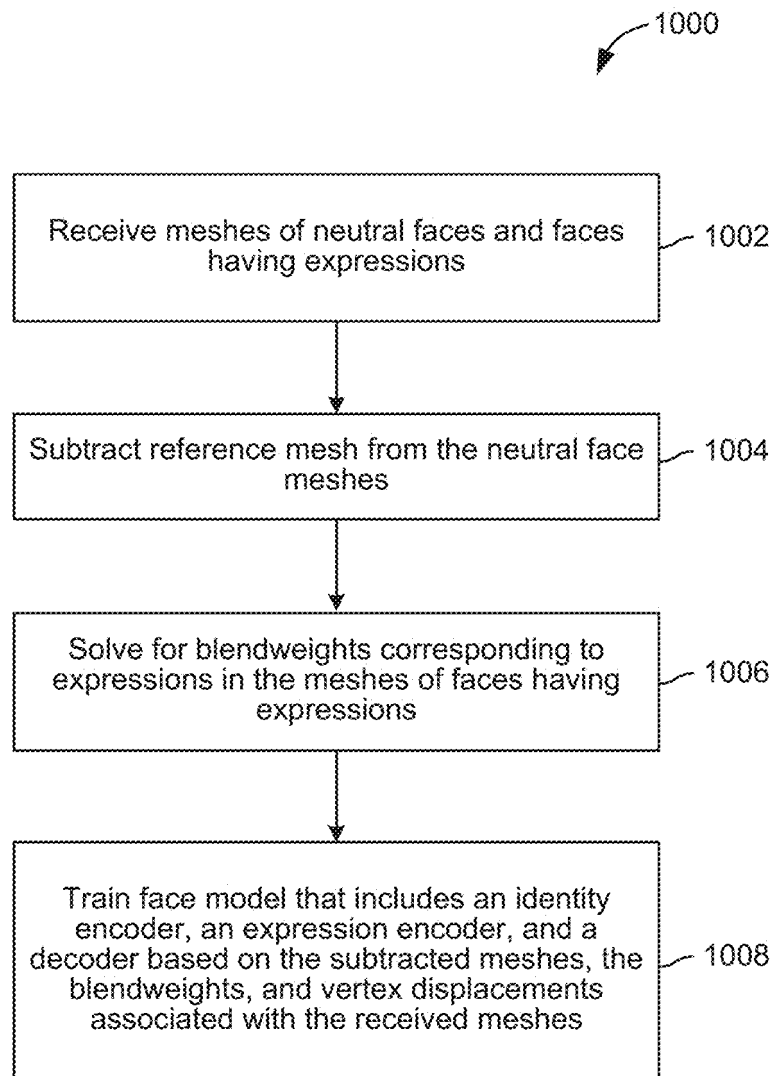 1000
Receive meshes of neutral faces and faces
having expressions
1002
Subtract reference mesh from the neutral face
meshes
1004
Solve for blendweights corresponding to
expressions in the meshes of faces having
expressions
1006
Train face model that includes an identity
encoder, an expression encoder, and a
decoder based on the subtracted meshes, the
blendweights, and vertex displacements
associated with the received meshes
1008